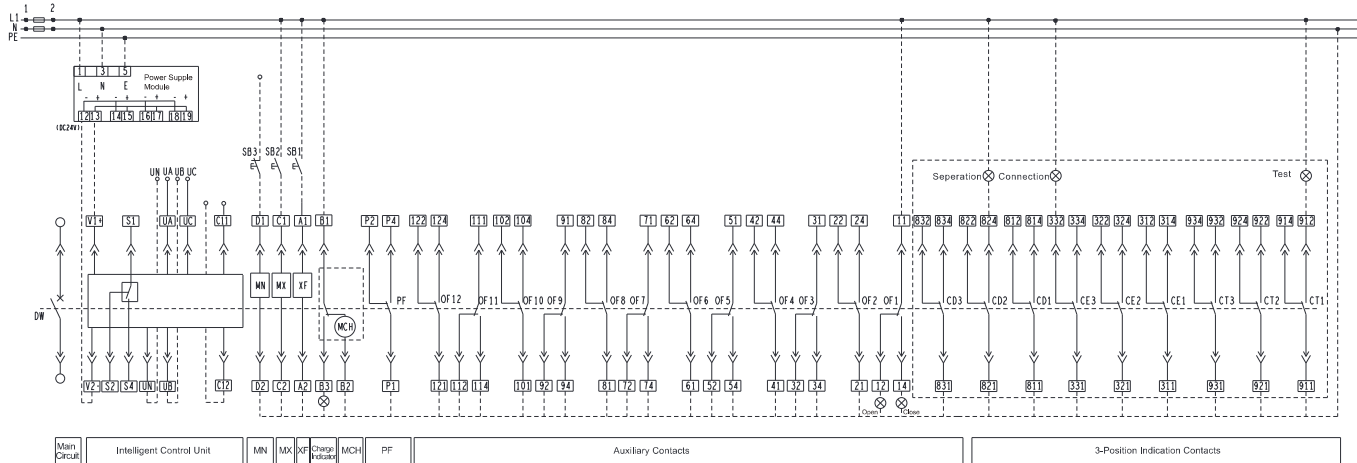 1 2
L1
N
PE
1 3 5
L N E
Power Supple
Module
- + - + - + - +
12 13 14 15 16 17 18 19
(DC24V)
SB3 SB2 SB1
UN UA UB UC
Seperation Connection Test
V1+ S1 UA UC C11 D1 C1 A1 B1 P2 P4 122 124 111 102 104 91 82 84 71 62 64 51 42 44 31 22 24 11 832 834 822 824 812 814 332 334 322 324 312 314 934 932 924 922 914 912
MN MX XF
DW
MCH
PF OF12 OF11 OF10 OF9 OF8 OF7 OF6 OF5 OF4 OF3 OF2 OF1 CD3 CD2 CD1 CE3 CE2 CE1 CT3 CT2 CT1
V2- S2 S4 UN UB C12 D2 C2 A2 B3 B2 P1 121 112 114 101 92 94 81 72 74 61 52 54 41 32 34 21 12 14 831 821 811 331 321 311 931 921 911
Open Close
Main
Circuit
Intelligent Control Unit
MN
MX
XF
Charge
Indicator
MCH
PF
Auxiliary Contacts
3-Position Indication Contacts